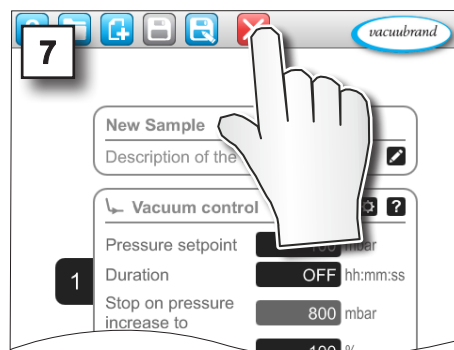 7
vacuubrand
New Sample
Description of the
Vacuum control
?
Pressure setpoint
mbar
1
Duration OFF hh:mm:ss
Stop on pressure
increase to
800 mbar
%